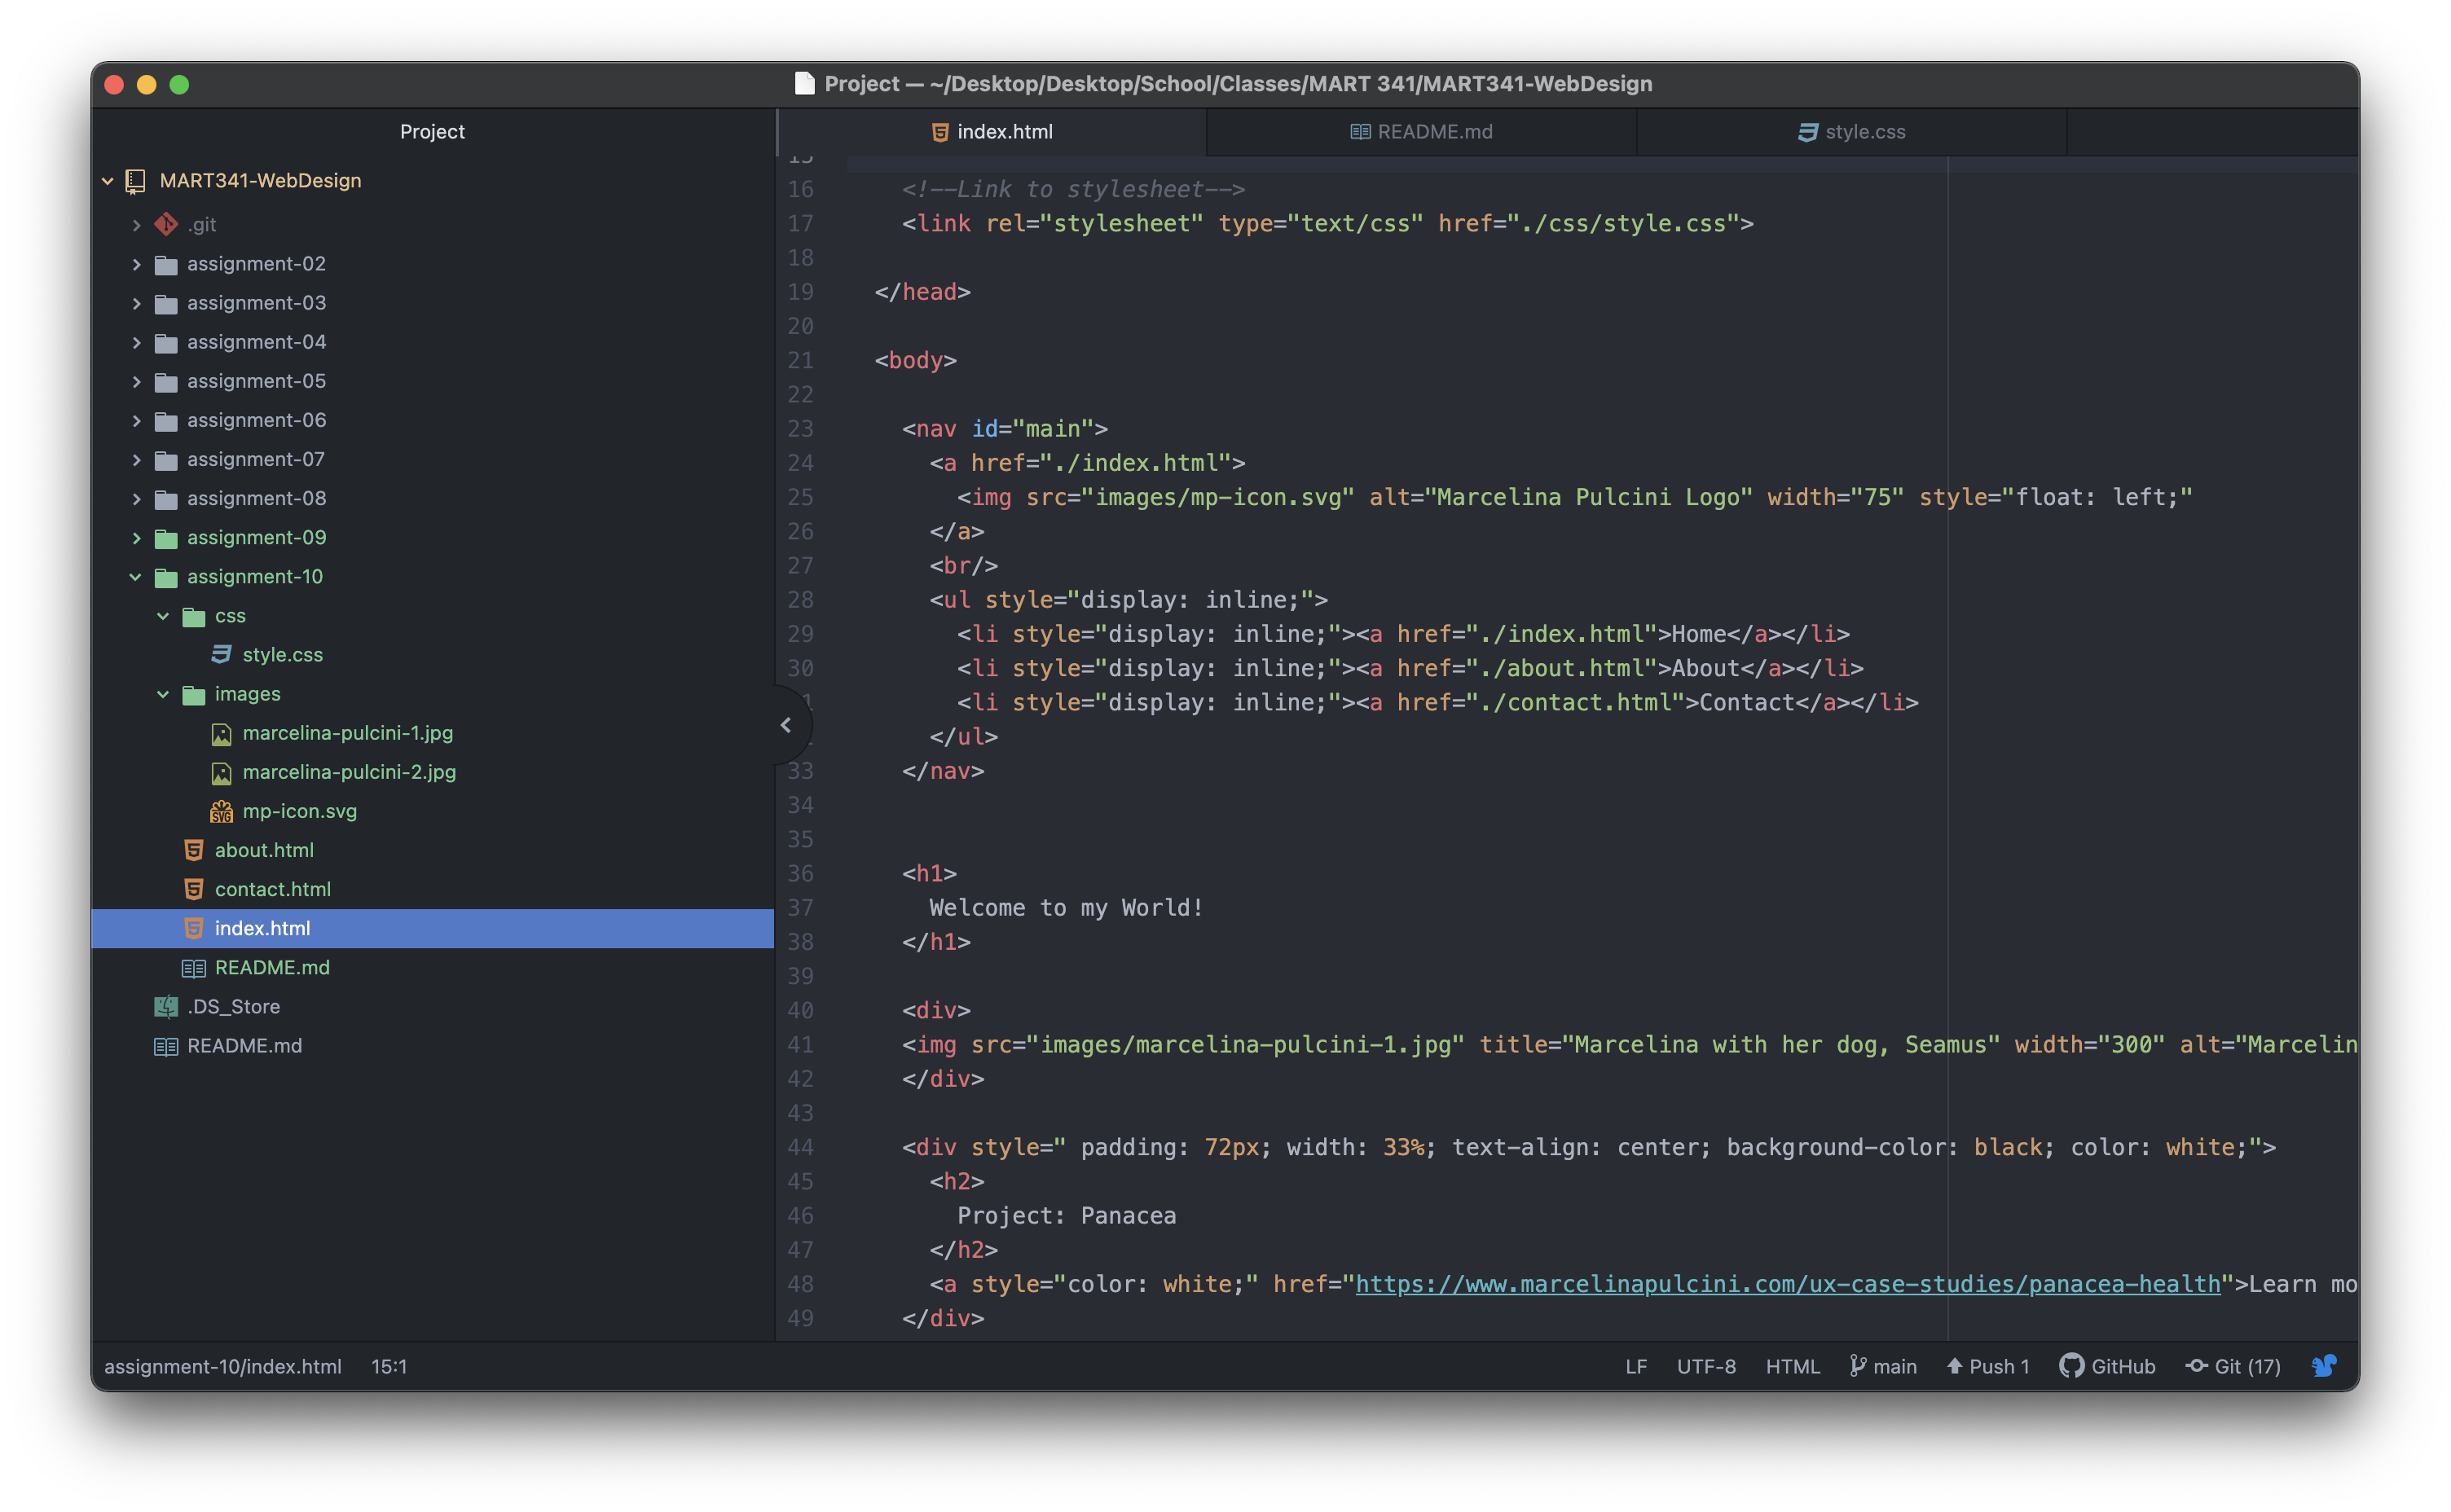 Project — ~/Desktop/Desktop/School/Classes/MART 341/MART341-WebDesign
Project
MART341-WebDesign
.git
assignment-02
assignment-03
assignment-04
assignment-05
assignment-06
assignment-07
assignment-08
assignment-09
assignment-10
css
style.css
images
marcelina-pulcini-1.jpg
marcelina-pulcini-2.jpg
mp-icon.svg
about.html
contact.html
index.html
README.md
.DS_Store
README.md
index.html README.md style.css
15
16 <!--Link to stylesheet-->
17 <link rel="stylesheet" type="text/css" href="./css/style.css">
18
19 </head>
20
21 <body>
22
23 <nav id="main">
24 <a href="./index.html">
25 <img src="images/mp-icon.svg" alt="Marcelina Pulcini Logo" width="75" style="float: left;"
26 </a>
27 <br/>
28 <ul style="display: inline;">
29 <li style="display: inline;"><a href="./index.html">Home</a></li>
30 <li style="display: inline;"><a href="./about.html">About</a></li>
<li style="display: inline;"><a href="./contact.html">Contact</a></li>
</ul>
33 </nav>
34
35
36 <h1>
37 Welcome to my World!
38 </h1>
39
40 <div>
41 <img src="images/marcelina-pulcini-1.jpg" title="Marcelina with her dog, Seamus" width="300" alt="Marcelin
42 </div>
43
44 <div style=" padding: 72px; width: 33%; text-align: center; background-color: black; color: white;">
45 <h2>
46 Project: Panacea
47 </h2>
48 <a style="color: white;" href="https://www.marcelinapulcini.com/ux-case-studies/panacea-health">Learn mo
49 </div>
assignment-10/index.html 15:1 LF UTF-8 HTML main Push 1 GitHub Git (17)